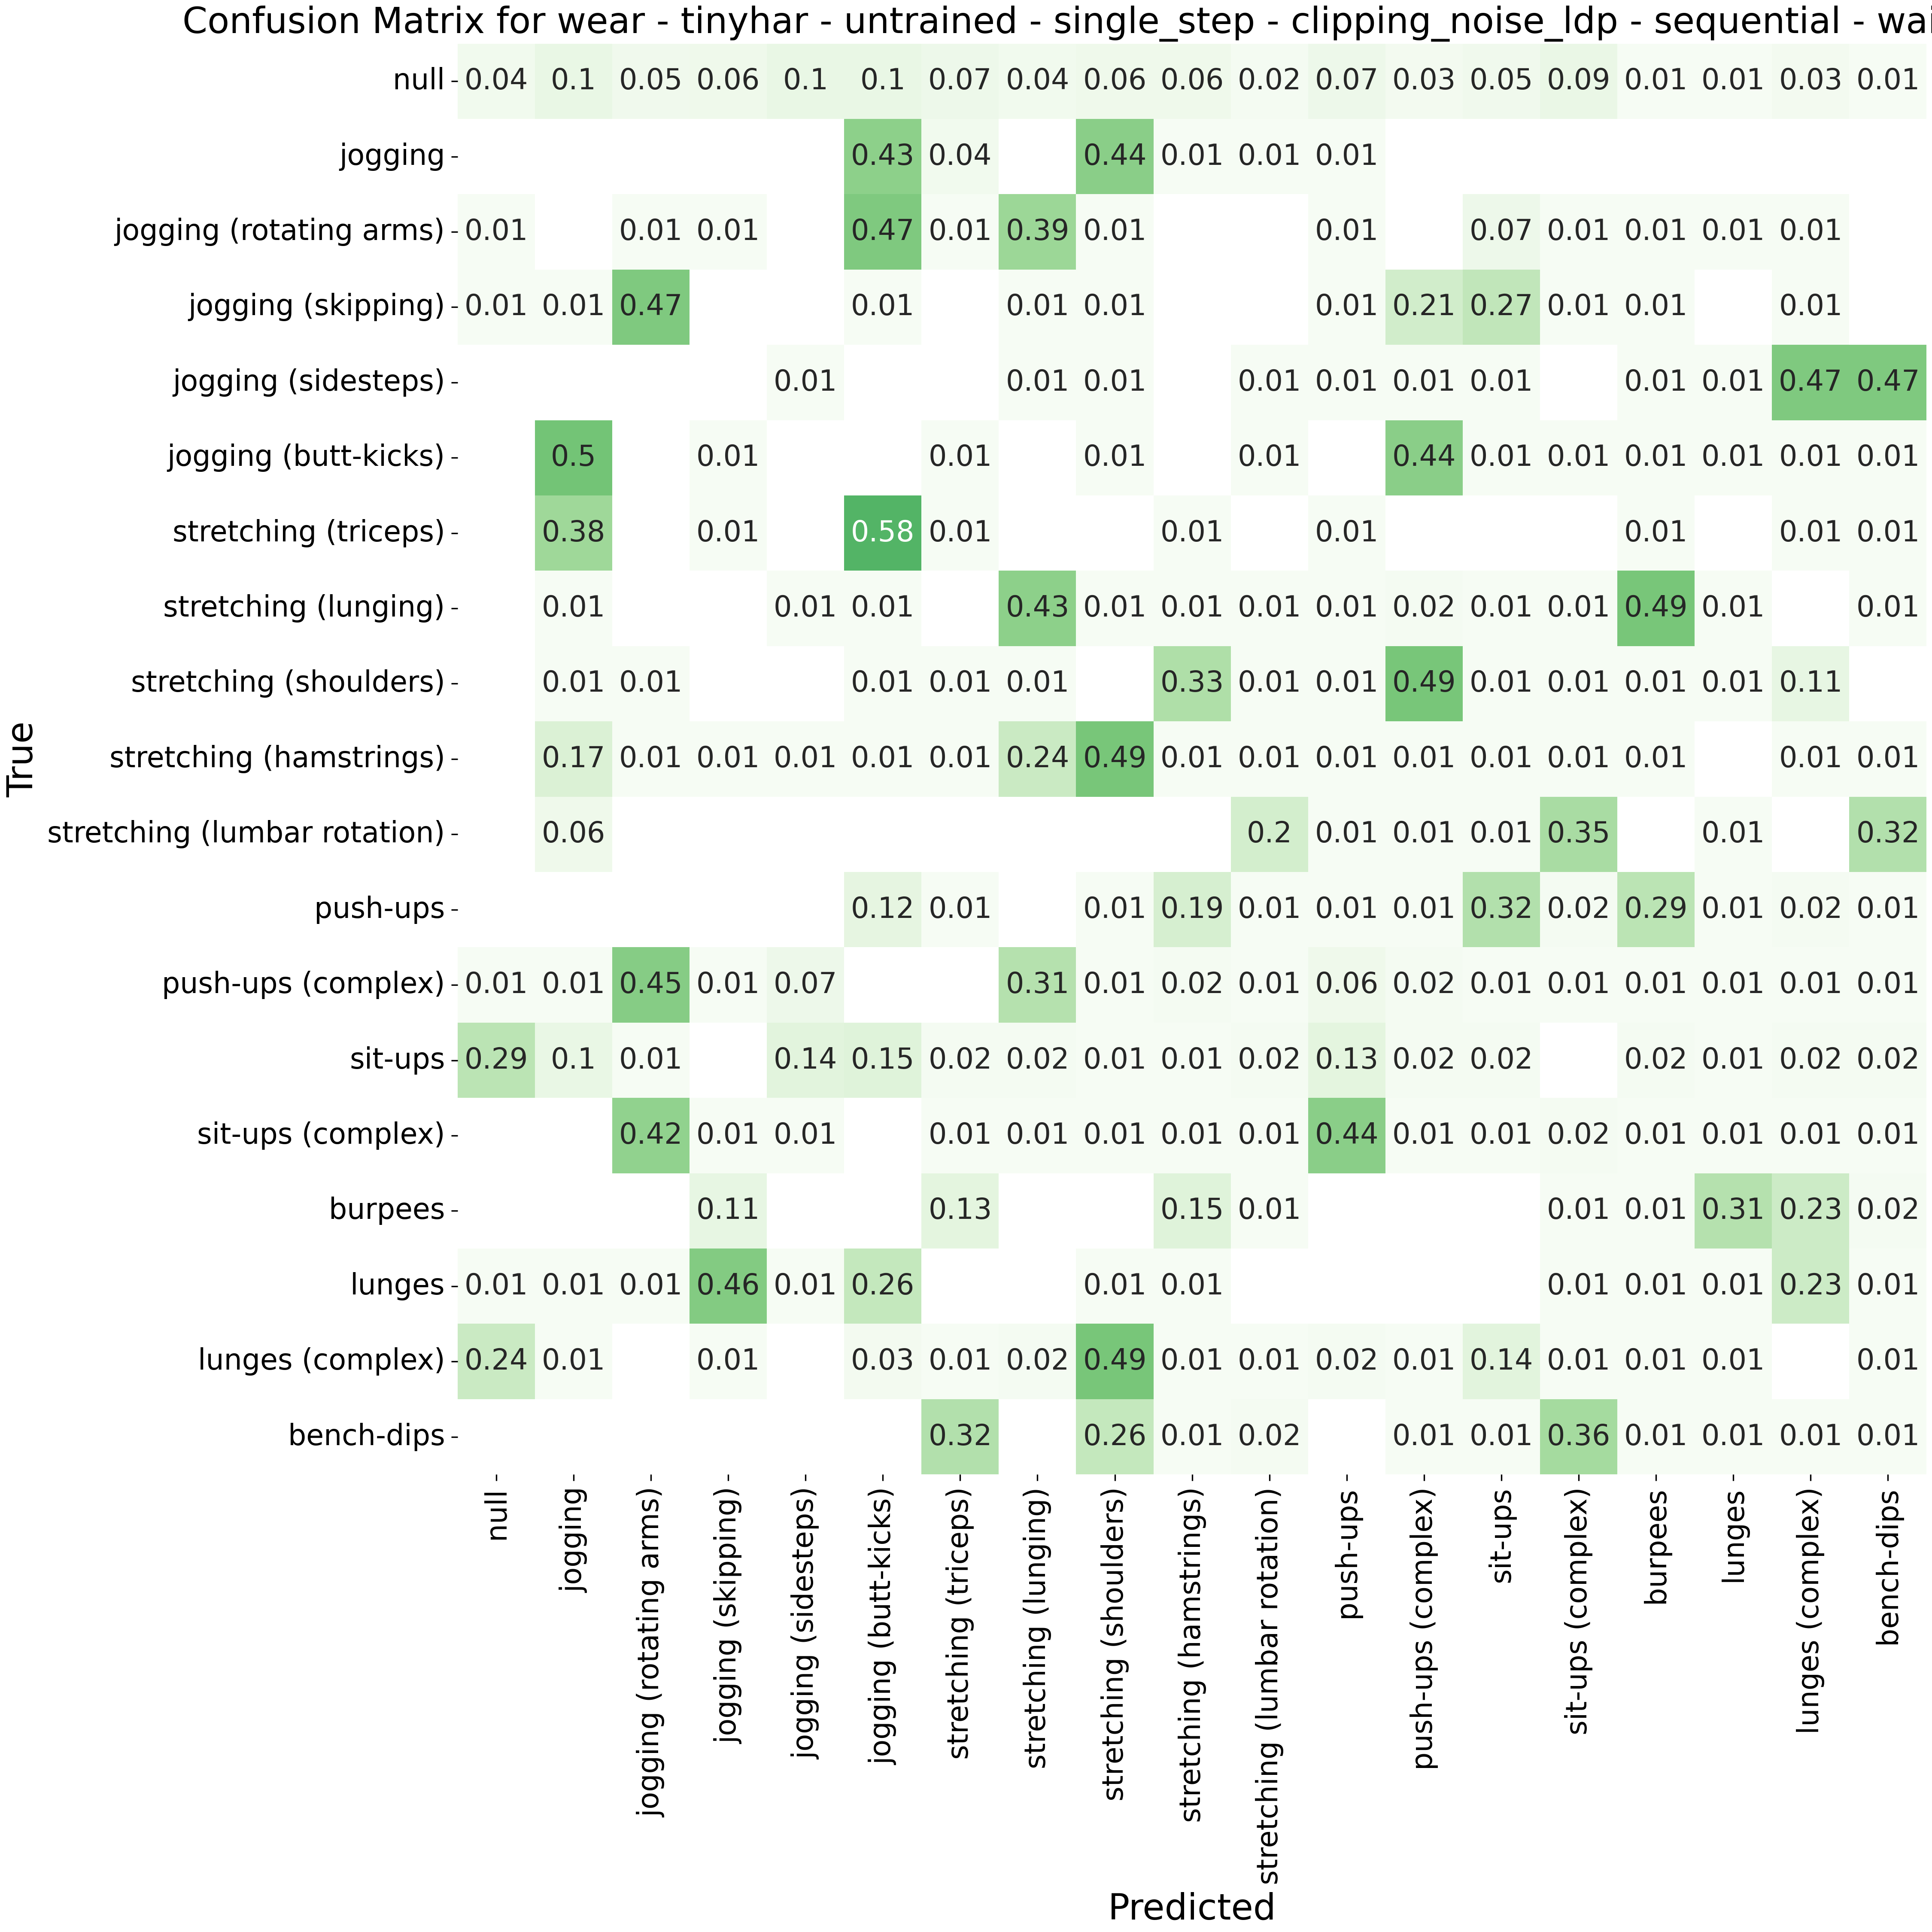 Confusion Matrix for wear - tinyhar - untrained - single_step - clipping_noise_ldp - sequential - wai
null 0.04 0.1 0.05 0.06 0.1 0.1 0.07 0.04 0.06 0.06 0.02 0.07 0.03 0.05 0.09 0.01 0.01 0.03 0.01
jogging 0.43 0.04 0.44 0.01 0.01 0.01
jogging (rotating arms) 0.01 0.01 0.01 0.47 0.01 0.39 0.01 0.01 0.07 0.01 0.01 0.01 0.01
jogging (skipping) 0.01 0.01 0.47 0.01 0.01 0.01 0.01 0.21 0.27 0.01 0.01 0.01
jogging (sidesteps) 0.01 0.01 0.01 0.01 0.01 0.01 0.01 0.01 0.01 0.47 0.47
jogging (butt-kicks) 0.5 0.01 0.01 0.01 0.01 0.44 0.01 0.01 0.01 0.01 0.01 0.01
stretching (triceps) 0.38 0.01 0.58 0.01 0.01 0.01 0.01 0.01 0.01
stretching (lunging) 0.01 0.01 0.01 0.43 0.01 0.01 0.01 0.01 0.02 0.01 0.01 0.49 0.01 0.01
stretching (shoulders) 0.01 0.01 0.01 0.01 0.01 0.33 0.01 0.01 0.49 0.01 0.01 0.01 0.01 0.11
stretching (hamstrings) 0.17 0.01 0.01 0.01 0.01 0.01 0.24 0.49 0.01 0.01 0.01 0.01 0.01 0.01 0.01 0.01 0.01
stretching (lumbar rotation) 0.06 0.2 0.01 0.01 0.01 0.35 0.01 0.32
push-ups 0.12 0.01 0.01 0.19 0.01 0.01 0.01 0.32 0.02 0.29 0.01 0.02 0.01
push-ups (complex) 0.01 0.01 0.45 0.01 0.07 0.31 0.01 0.02 0.01 0.06 0.02 0.01 0.01 0.01 0.01 0.01 0.01
sit-ups 0.29 0.1 0.01 0.14 0.15 0.02 0.02 0.01 0.01 0.02 0.13 0.02 0.02 0.02 0.01 0.02 0.02
sit-ups (complex) 0.42 0.01 0.01 0.01 0.01 0.01 0.01 0.01 0.44 0.01 0.01 0.02 0.01 0.01 0.01 0.01
burpees 0.11 0.13 0.15 0.01 0.01 0.01 0.31 0.23 0.02
lunges 0.01 0.01 0.01 0.46 0.01 0.26 0.01 0.01 0.01 0.01 0.01 0.23 0.01
lunges (complex) 0.24 0.01 0.01 0.03 0.01 0.02 0.49 0.01 0.01 0.02 0.01 0.14 0.01 0.01 0.01 0.01
bench-dips 0.32 0.26 0.01 0.02 0.01 0.01 0.36 0.01 0.01 0.01 0.01
True
null
jogging
jogging (rotating arms)
jogging (skipping)
jogging (sidesteps)
jogging (butt-kicks)
stretching (triceps)
stretching (lunging)
stretching (shoulders)
stretching (hamstrings)
stretching (lumbar rotation)
push-ups
push-ups (complex)
sit-ups
sit-ups (complex)
burpees
lunges
lunges (complex)
bench-dips
Predicted